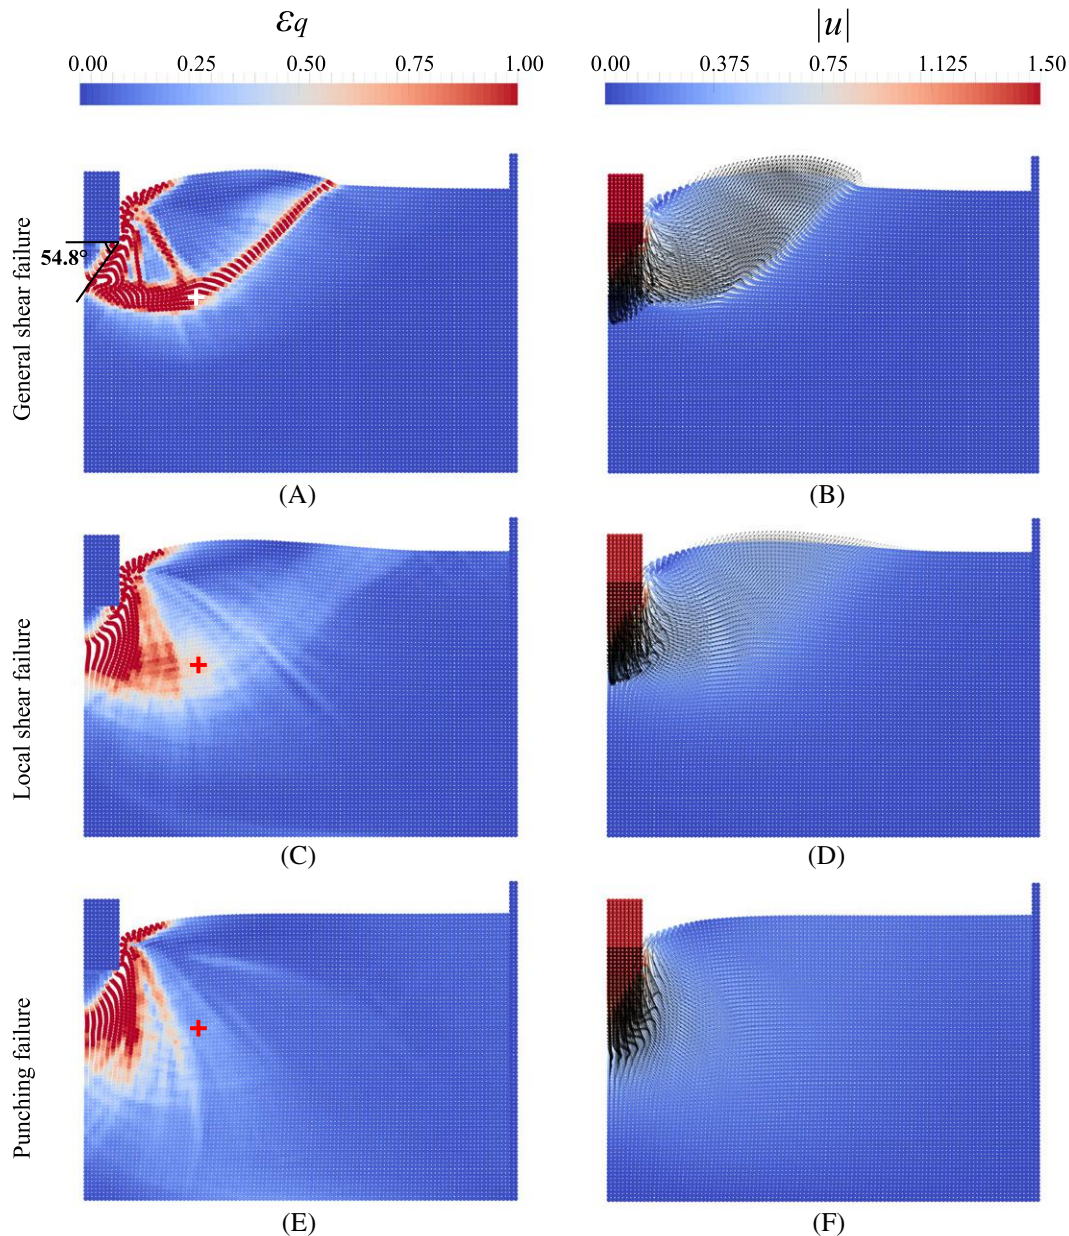 εq |u|
0.00 0.25 0.50 0.75 1.00 0.00 0.375 0.75 1.125 1.50
General shear failure
54.8°
(A) (B)
Local shear failure
(C) (D)
Punching failure
(E) (F)